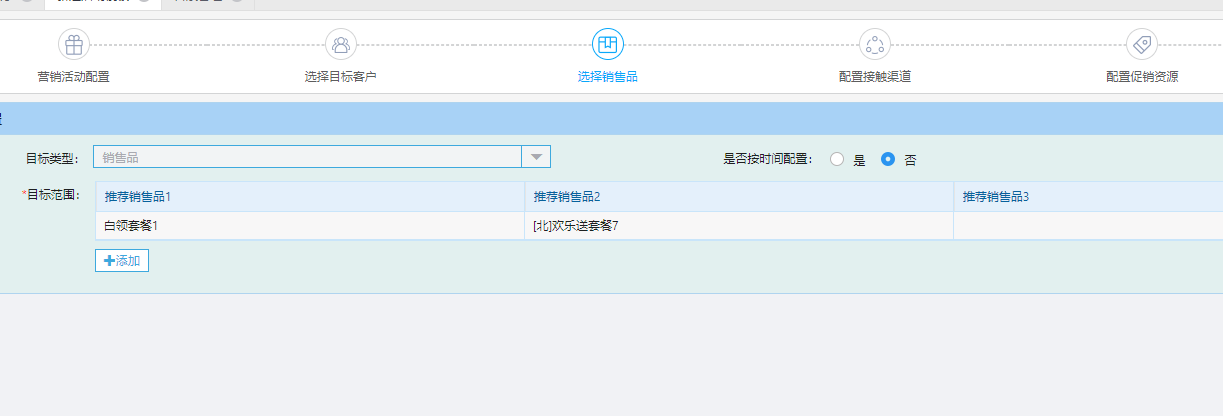 营销活动配置 选择目标客户 选择销售品 配置接触渠道 配置促销资源
目标类型: 销售品 是否按时间配置: 是 否
*目标范围: 推荐销售品1 推荐销售品2 推荐销售品3
白领套餐1 [北]欢乐送套餐7
添加